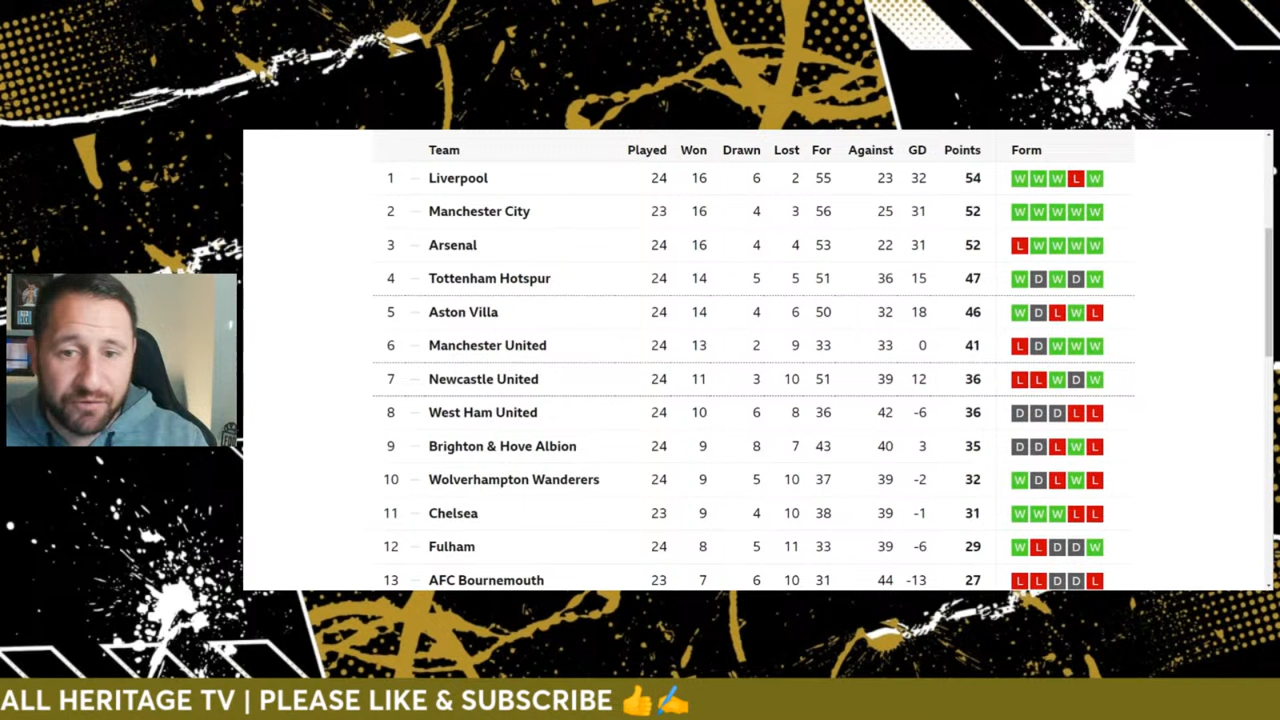 Team Played Won Drawn Lost For Against GD Points Form
1 Liverpool 24 16 6 2 55 23 32 54 W W W L W
2 Manchester City 23 16 4 3 56 25 31 52 W W W W W
3 Arsenal 24 16 4 4 53 22 31 52 L W W W W
4 Tottenham Hotspur 24 14 5 5 51 36 15 47 W D W D W
5 Aston Villa 24 14 4 6 50 32 18 46 W D L W L
6 Manchester United 24 13 2 9 33 33 0 41 L D W W W
7 Newcastle United 24 11 3 10 51 39 12 36 L L W D W
8 West Ham United 24 10 6 8 36 42 -6 36 D D D L L
9 Brighton & Hove Albion 24 9 8 7 43 40 3 35 D D L W L
10 Wolverhampton Wanderers 24 9 5 10 37 39 -2 32 W D L W L
11 Chelsea 23 9 4 10 38 39 -1 31 W W W L L
12 Fulham 24 8 5 11 33 39 -6 29 W L D D W
13 AFC Bournemouth 23 7 6 10 31 44 -13 27 L L D D L
ALL HERITAGE TV | PLEASE LIKE & SUBSCRIBE 👍✍